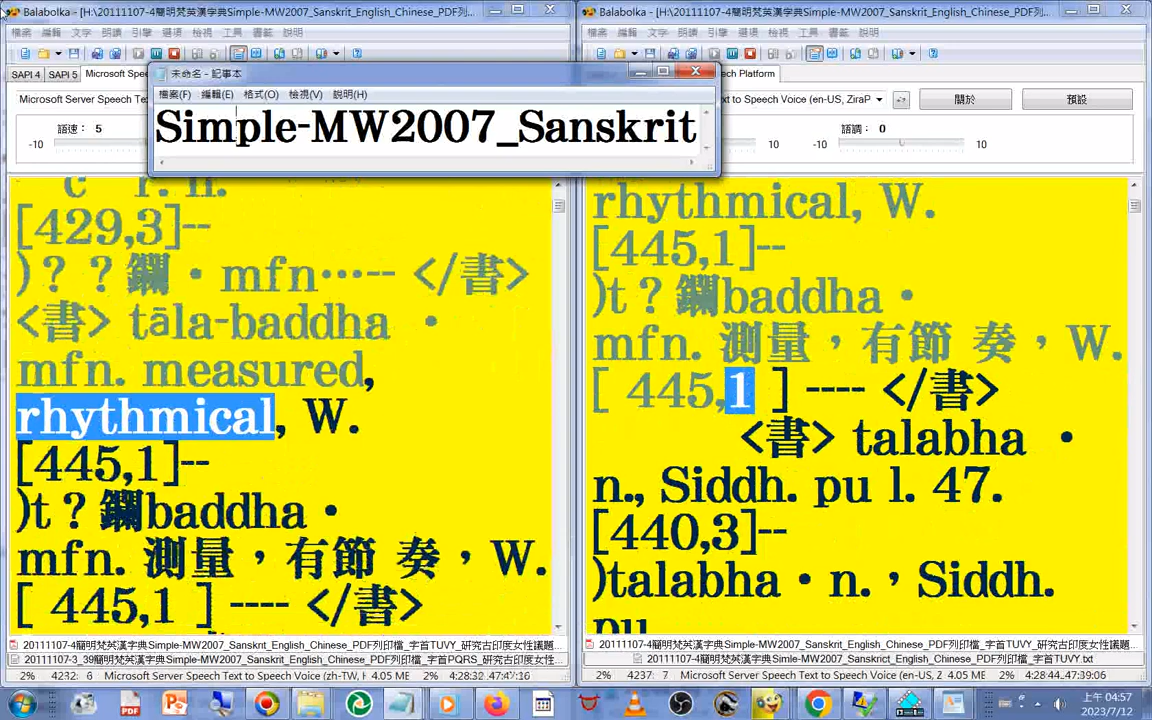 Balabolka - [H:\20111107-4簡明梵英漢字典Simple-MW2007_Sanskrit_English_Chinese_PDF列...
檔案 編輯 文字 朗讀 引擎 選項 檢視 工具 書籤 說明
SAPI 4 SAPI 5 Microsoft Spe
Microsoft Server Speech Text
語速： 5
-10
未命名 - 記事本
檔案(F) 編輯(E) 格式(O) 檢視(V) 說明(H)
Simple-MW2007_Sanskrit
[429,3]--
)？？鑭‧mfn…-- </書>
<書> tāla-baddha ‧
mfn. measured,
rhythmical, W.
[445,1]--
)t？鑭baddha‧
mfn. 測量，有節 奏，W.
[ 445,1 ] ---- </書>
20111107-4簡明梵英漢字典Simple-MW2007_Sanskrit_English_Chinese_PDF列印檔_字首TUVY_研究古印度女性議題...
20111107-3_39簡明梵英漢字典Simple-MW2007_Sanskrit_English_Chinese_PDF列印檔_字首PQRS_研究古印度女性...
2% 4232: 6 Microsoft Speech Server Text to Speech Voice (zh-TW, H 4.05 MB 2% 4:28:32
Balabolka - [H:\20111107-4簡明梵英漢字典Simple-MW2007_Sanskrit_English_Chinese_PDF列...
檔案 編輯 文字 朗讀 引擎 選項 檢視 工具 書籤 說明
ech Platform
xt to Speech Voice (en-US, ZiraP
關於 預設
語調： 0
10 -10 10
rhythmical, W.
[445,1]--
)t？鑭baddha‧
mfn. 測量，有節 奏，W.
[ 445,1 ] ---- </書>
<書> talabha ‧
n., Siddh. pu l. 47.
[440,3]--
)talabha‧n.，Siddh.
pu
20111107-4簡明梵英漢字典Simple-MW2007_Sanskrit_English_Chinese_PDF列印檔_字首TUVY_研究古印度女性議題...
20111107-4簡明梵英漢字典Simple-MW2007_Sanskrit_English_Chinese_PDF列印檔_字首TUVY.txt
2% 4237: 7 Microsoft Server Speech Text to Speech Voice (en-US, Z 4.05 MB 2% 4:28:44
上午 04:57
2023/7/12